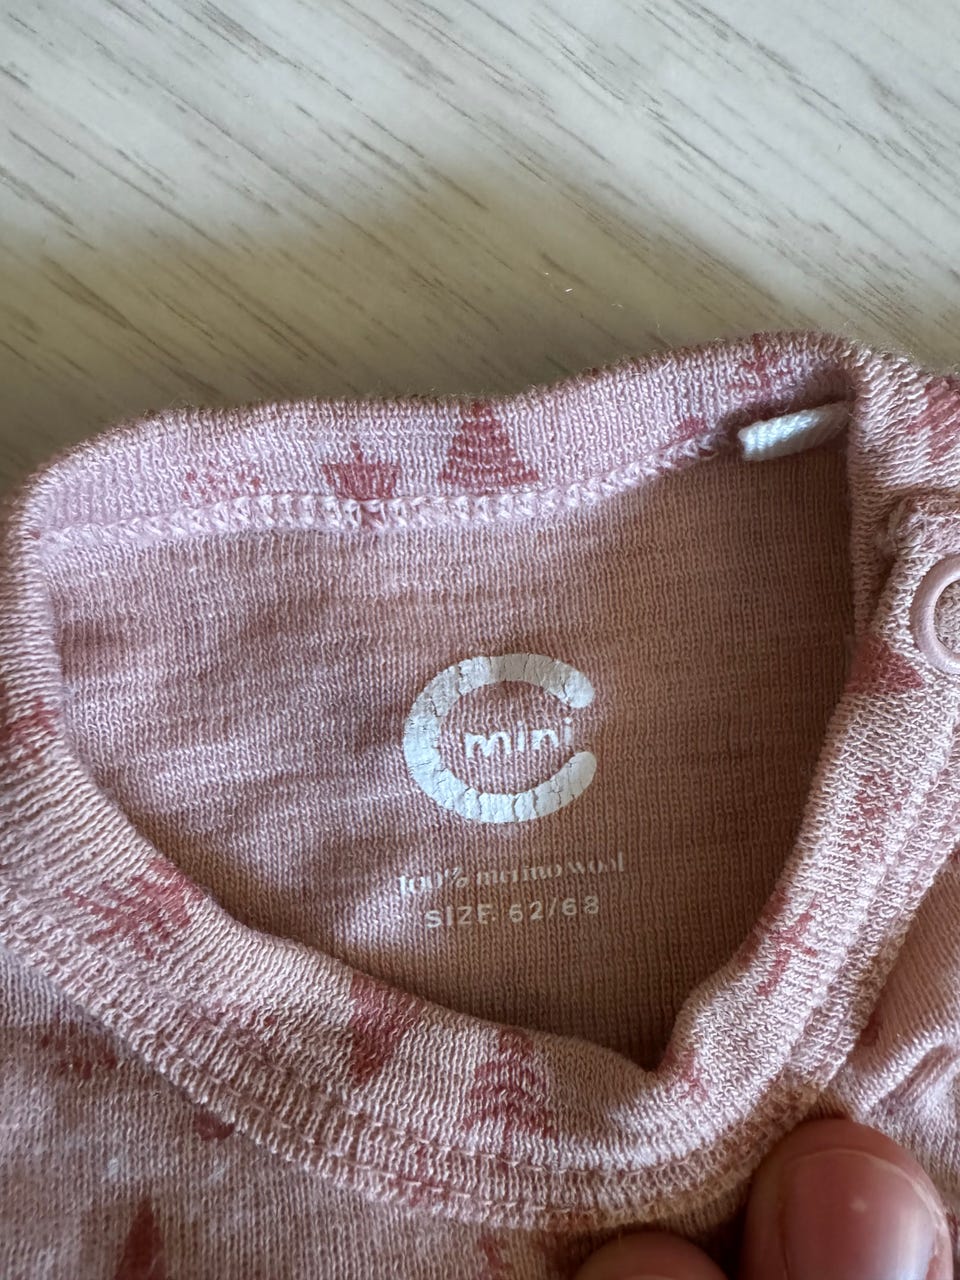 mini
100% merino wool
SIZE: 62/68